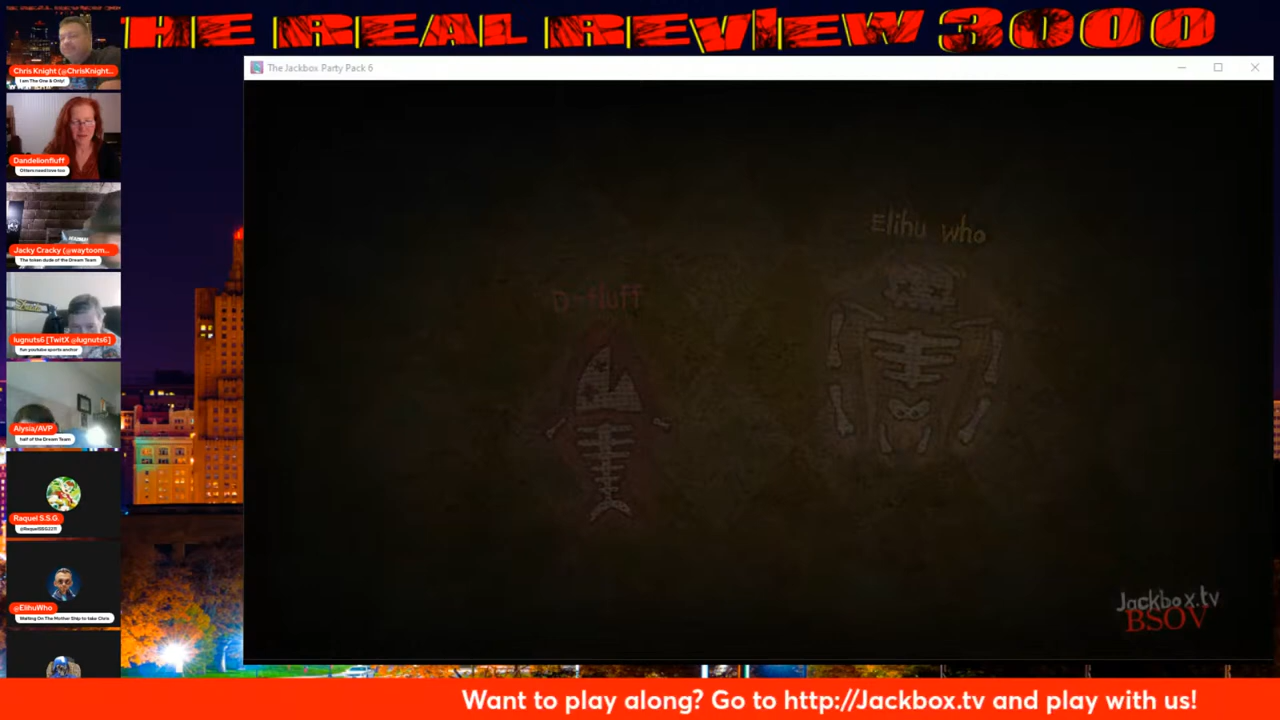 THE REAL REVIEW 3000
Chris Knight (@ChrisKnight...
I am The One & Only!
Dandelionfluff
Otters need love too
Jacky Cracky (@waytoom...
The token dude of the Dream Team
lugnuts6 [TwitX @lugnuts6]
fun youtube sports anchor
Alysia/AVP
half of the Dream Team
Raquel S.S.G.
@RaquelSSG2211
@ElihuWho
Waiting On The Mother Ship to take Chris
The Jackbox Party Pack 6
Elihu who
D-fluff
Jackbox.tv
BSOV
Want to play along? Go to http://Jackbox.tv and play with us!